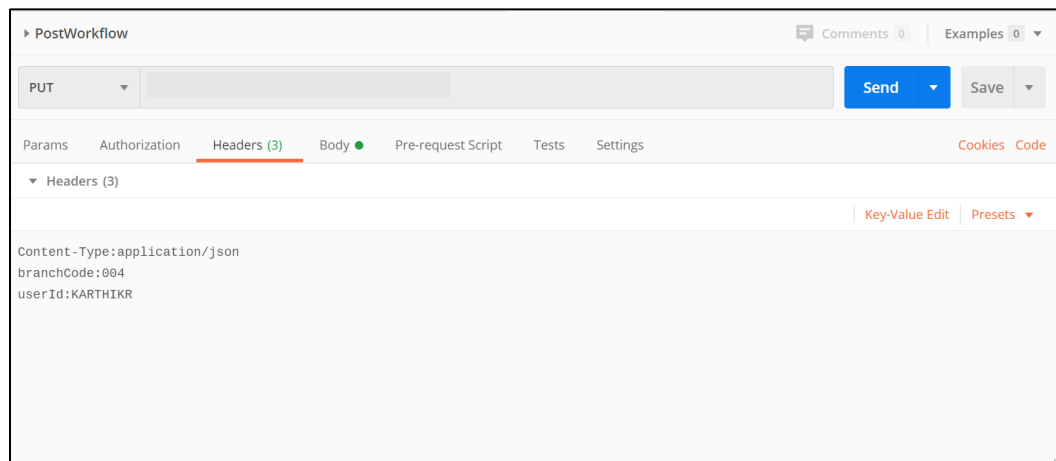 PostWorkflow
Comments 0
Examples 0
PUT
Send
Save
Params Authorization Headers (3) Body Pre-request Script Tests Settings Cookies Code
Headers (3)
Key-Value Edit Presets
Content-Type:application/json
branchCode:004
userId:KARTHIKR